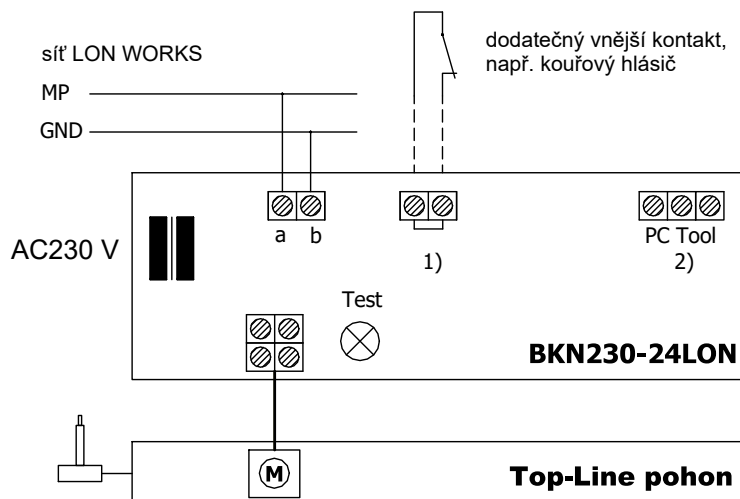 síť LON WORKS
dodatečný vnější kontakt,
např. kouřový hlásič
MP
GND
a b
1)
PC Tool
2)
AC230 V
Test
BKN230-24LON
M
Top-Line pohon